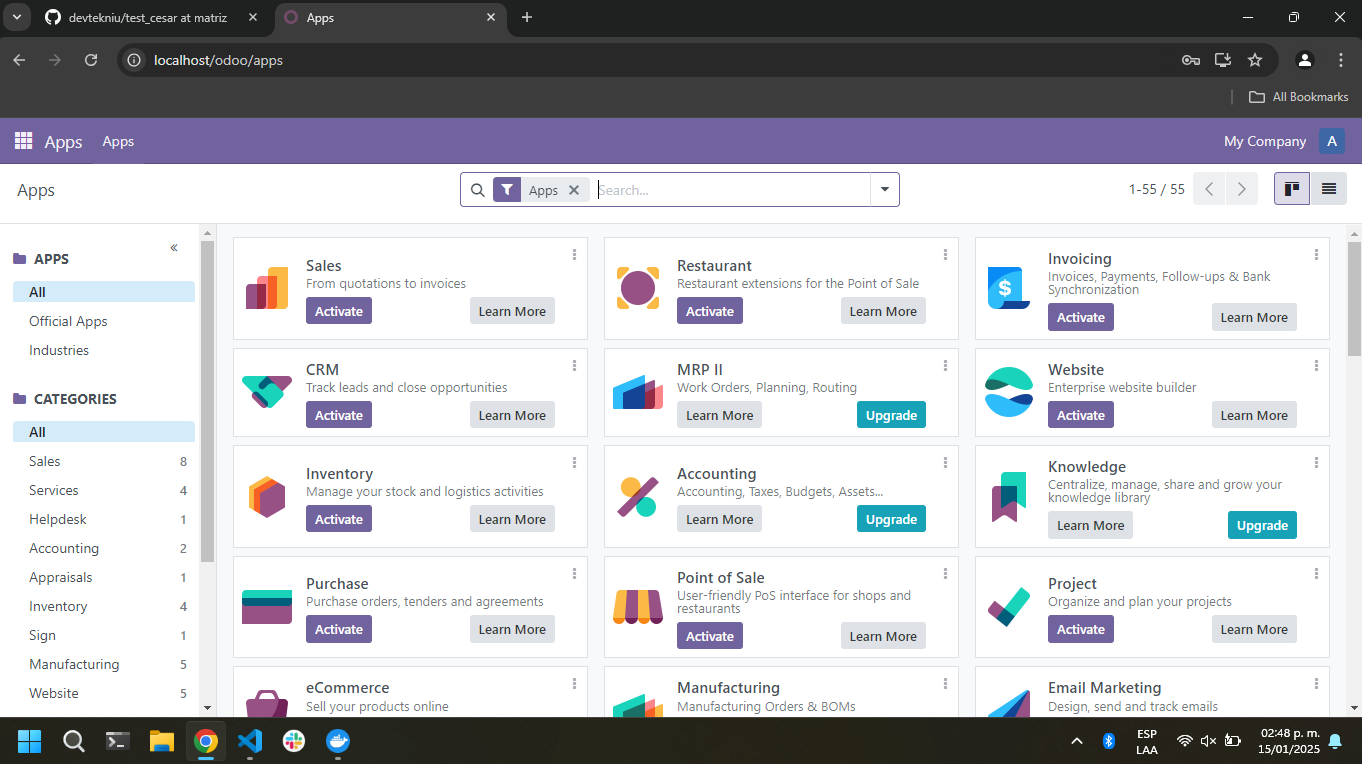 devtekniu/test_cesar at matriz
Apps
localhost/odoo/apps
All Bookmarks
Apps
Apps
My Company
A
Apps
Apps
Search...
1-55 / 55
APPS
All
Official Apps
Industries
CATEGORIES
All
Sales 8
Services 4
Helpdesk 1
Accounting 2
Appraisals 1
Inventory 4
Sign 1
Manufacturing 5
Website 5
Sales
From quotations to invoices
Activate
Learn More
Restaurant
Restaurant extensions for the Point of Sale
Activate
Learn More
Invoicing
Invoices, Payments, Follow-ups & Bank
Synchronization
Activate
Learn More
CRM
Track leads and close opportunities
Activate
Learn More
MRP II
Work Orders, Planning, Routing
Learn More
Upgrade
Website
Enterprise website builder
Activate
Learn More
Inventory
Manage your stock and logistics activities
Activate
Learn More
Accounting
Accounting, Taxes, Budgets, Assets...
Learn More
Upgrade
Knowledge
Centralize, manage, share and grow your
knowledge library
Learn More
Upgrade
Purchase
Purchase orders, tenders and agreements
Activate
Learn More
Point of Sale
User-friendly PoS interface for shops and
restaurants
Activate
Learn More
Project
Organize and plan your projects
Activate
Learn More
eCommerce
Sell your products online
Manufacturing
Manufacturing Orders & BOMs
Email Marketing
Design, send and track emails
ESP
LAA
02:48 p. m.
15/01/2025